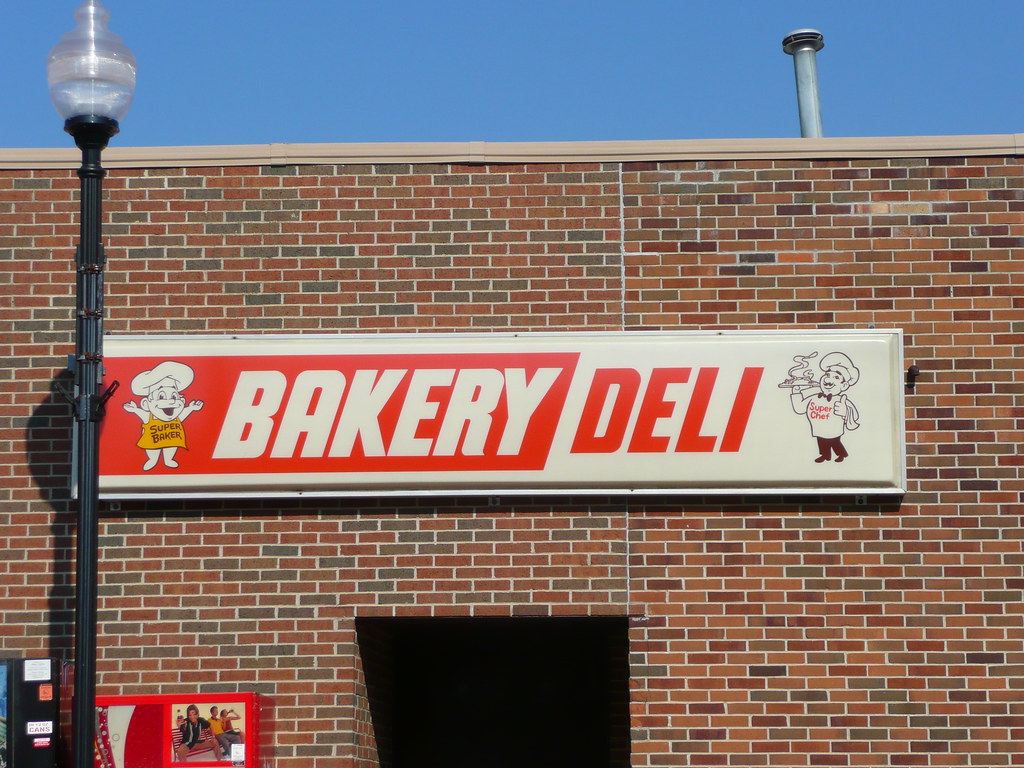 BAKERY DELI
SUPER
BAKER
Super
Chef
CANS